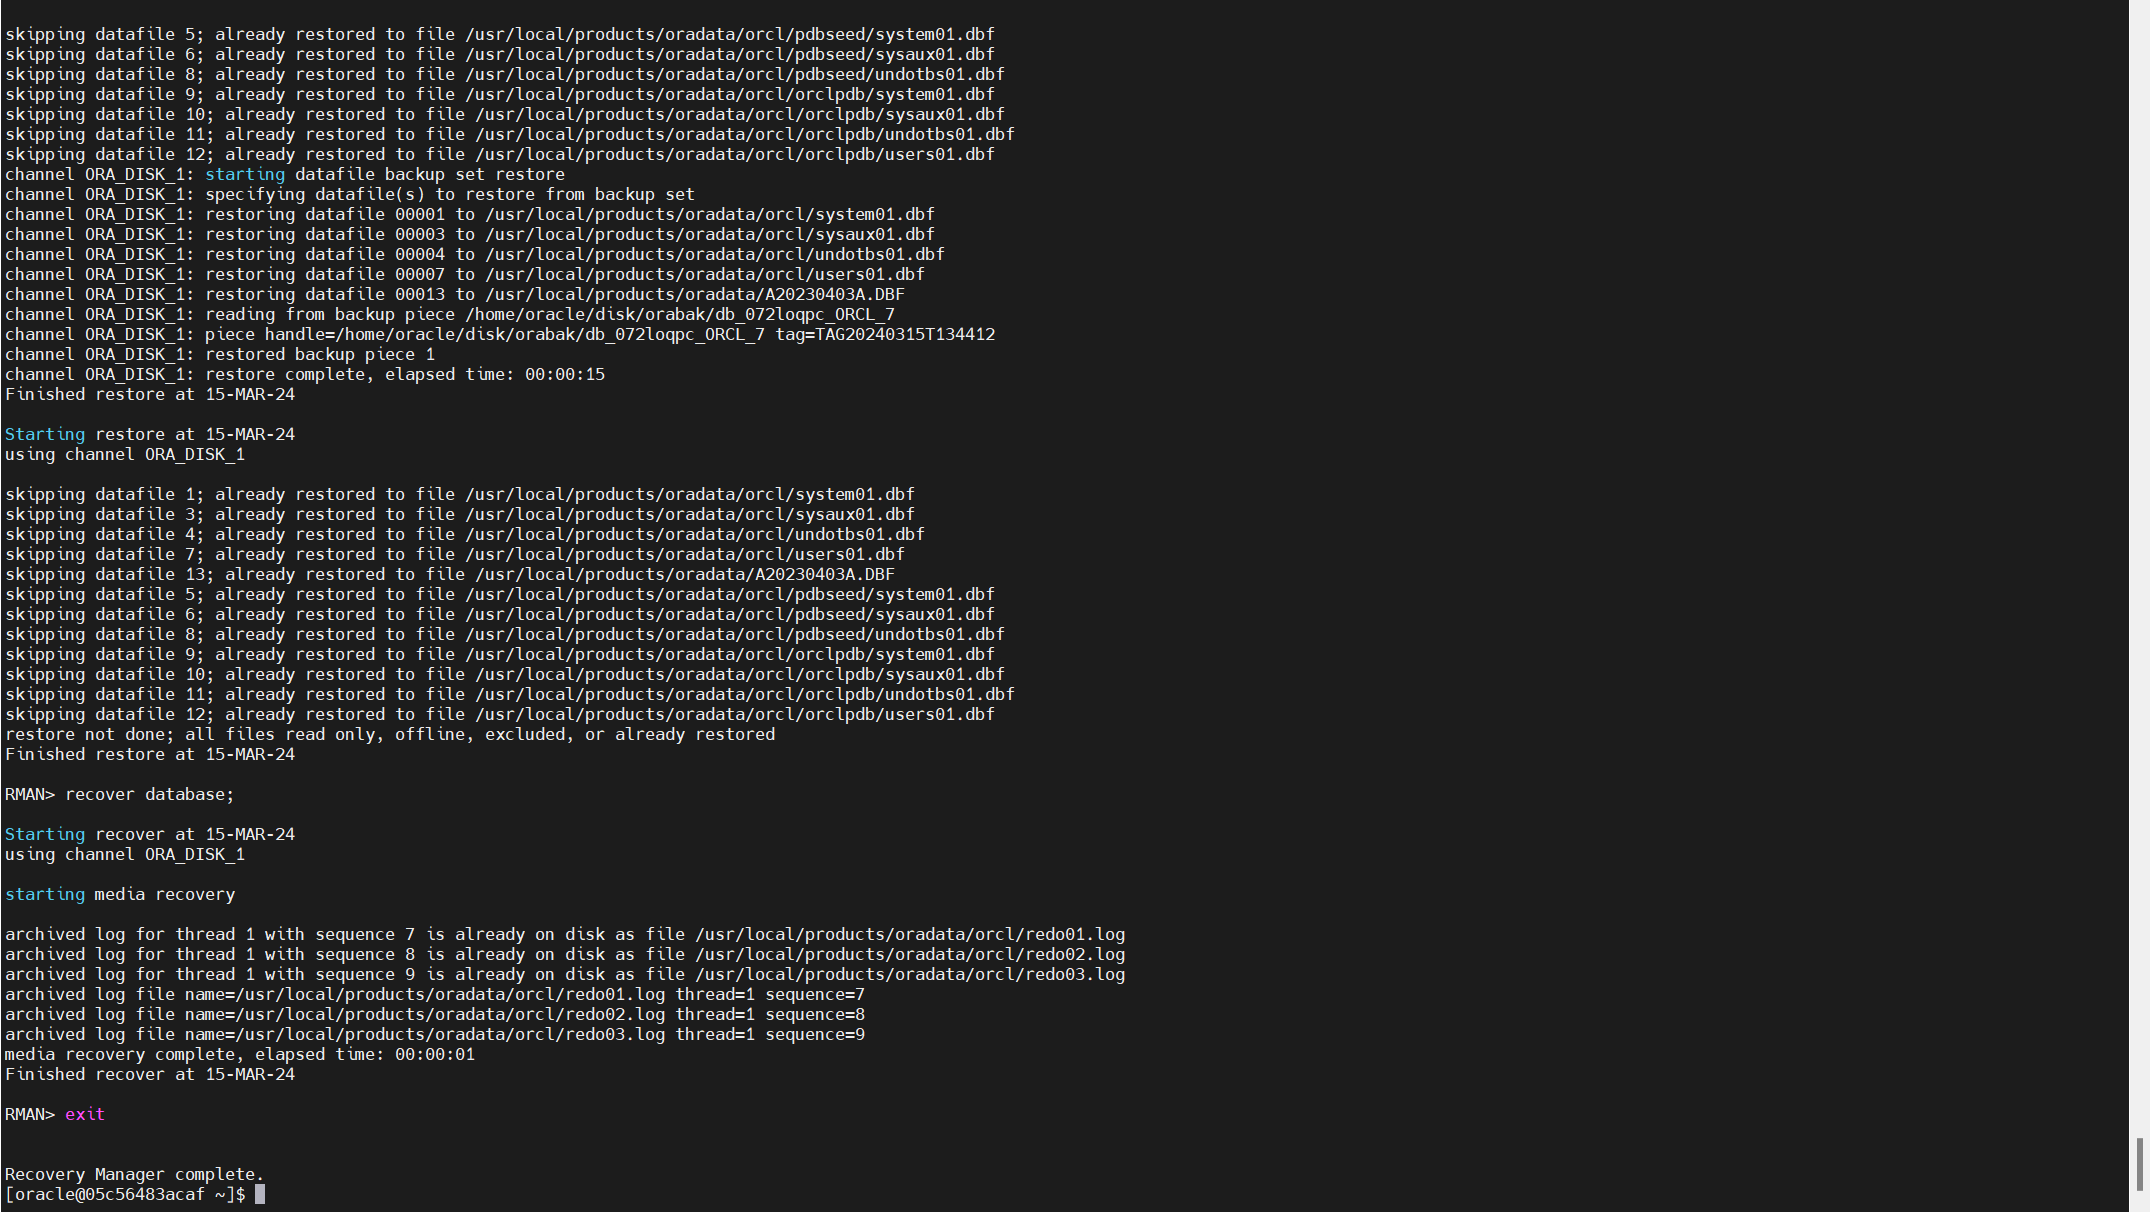 skipping datafile 5; already restored to file /usr/local/products/oradata/orcl/pdbseed/system01.dbf
skipping datafile 6; already restored to file /usr/local/products/oradata/orcl/pdbseed/sysaux01.dbf
skipping datafile 8; already restored to file /usr/local/products/oradata/orcl/pdbseed/undotbs01.dbf
skipping datafile 9; already restored to file /usr/local/products/oradata/orcl/orclpdb/system01.dbf
skipping datafile 10; already restored to file /usr/local/products/oradata/orcl/orclpdb/sysaux01.dbf
skipping datafile 11; already restored to file /usr/local/products/oradata/orcl/orclpdb/undotbs01.dbf
skipping datafile 12; already restored to file /usr/local/products/oradata/orcl/orclpdb/users01.dbf
channel ORA_DISK_1: starting datafile backup set restore
channel ORA_DISK_1: specifying datafile(s) to restore from backup set
channel ORA_DISK_1: restoring datafile 00001 to /usr/local/products/oradata/orcl/system01.dbf
channel ORA_DISK_1: restoring datafile 00003 to /usr/local/products/oradata/orcl/sysaux01.dbf
channel ORA_DISK_1: restoring datafile 00004 to /usr/local/products/oradata/orcl/undotbs01.dbf
channel ORA_DISK_1: restoring datafile 00007 to /usr/local/products/oradata/orcl/users01.dbf
channel ORA_DISK_1: restoring datafile 00013 to /usr/local/products/oradata/A20230403A.DBF
channel ORA_DISK_1: reading from backup piece /home/oracle/disk/orabak/db_072loqpc_ORCL_7
channel ORA_DISK_1: piece handle=/home/oracle/disk/orabak/db_072loqpc_ORCL_7 tag=TAG20240315T134412
channel ORA_DISK_1: restored backup piece 1
channel ORA_DISK_1: restore complete, elapsed time: 00:00:15
Finished restore at 15-MAR-24
Starting restore at 15-MAR-24
using channel ORA_DISK_1
skipping datafile 1; already restored to file /usr/local/products/oradata/orcl/system01.dbf
skipping datafile 3; already restored to file /usr/local/products/oradata/orcl/sysaux01.dbf
skipping datafile 4; already restored to file /usr/local/products/oradata/orcl/undotbs01.dbf
skipping datafile 7; already restored to file /usr/local/products/oradata/orcl/users01.dbf
skipping datafile 13; already restored to file /usr/local/products/oradata/A20230403A.DBF
skipping datafile 5; already restored to file /usr/local/products/oradata/orcl/pdbseed/system01.dbf
skipping datafile 6; already restored to file /usr/local/products/oradata/orcl/pdbseed/sysaux01.dbf
skipping datafile 8; already restored to file /usr/local/products/oradata/orcl/pdbseed/undotbs01.dbf
skipping datafile 9; already restored to file /usr/local/products/oradata/orcl/orclpdb/system01.dbf
skipping datafile 10; already restored to file /usr/local/products/oradata/orcl/orclpdb/sysaux01.dbf
skipping datafile 11; already restored to file /usr/local/products/oradata/orcl/orclpdb/undotbs01.dbf
skipping datafile 12; already restored to file /usr/local/products/oradata/orcl/orclpdb/users01.dbf
restore not done; all files read only, offline, excluded, or already restored
Finished restore at 15-MAR-24
RMAN> recover database;
Starting recover at 15-MAR-24
using channel ORA_DISK_1
starting media recovery
archived log for thread 1 with sequence 7 is already on disk as file /usr/local/products/oradata/orcl/redo01.log
archived log for thread 1 with sequence 8 is already on disk as file /usr/local/products/oradata/orcl/redo02.log
archived log for thread 1 with sequence 9 is already on disk as file /usr/local/products/oradata/orcl/redo03.log
archived log file name=/usr/local/products/oradata/orcl/redo01.log thread=1 sequence=7
archived log file name=/usr/local/products/oradata/orcl/redo02.log thread=1 sequence=8
archived log file name=/usr/local/products/oradata/orcl/redo03.log thread=1 sequence=9
media recovery complete, elapsed time: 00:00:01
Finished recover at 15-MAR-24
RMAN> exit
Recovery Manager complete.
[oracle@05c56483acaf ~]$